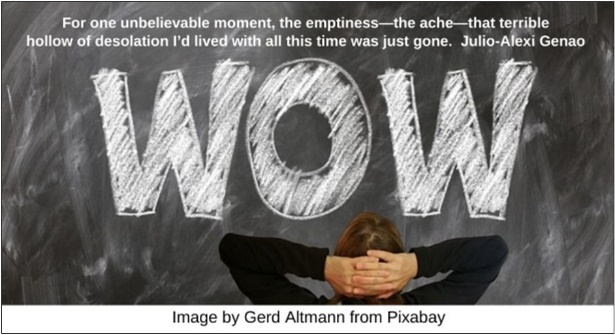 For one unbelievable moment, the emptiness—the ache—that terrible
hollow of desolation I'd lived with all this time was just gone.  Julio-Alexi Genao
WOW
Image by Gerd Altmann from Pixabay